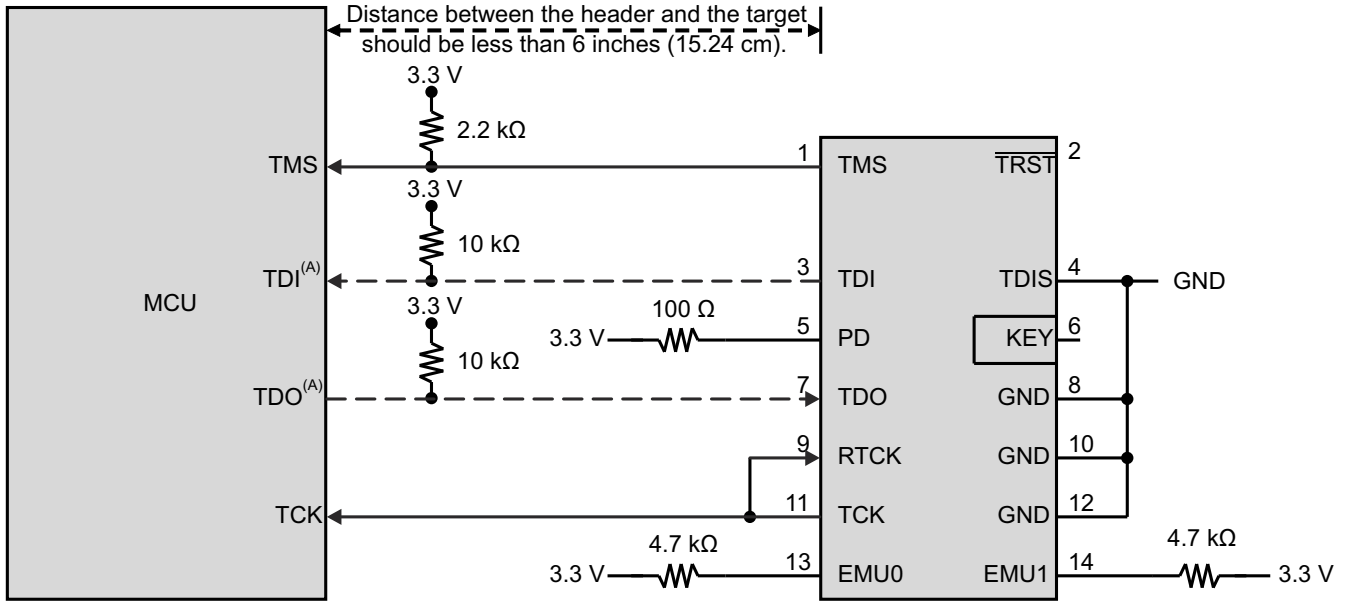 Distance between the header and the target
should be less than 6 inches (15.24 cm).
3.3 V
2.2 kΩ
TMS
1
TMS
TRST
2
3.3 V
10 kΩ
TDI(A)
3
TDI
TDIS
4
GND
MCU
3.3 V
100 Ω
3.3 V
5
PD
KEY
6
10 kΩ
TDO(A)
7
TDO
GND
8
9
RTCK
GND
10
TCK
11
TCK
GND
12
4.7 kΩ
3.3 V
13
EMU0
EMU1
14
4.7 kΩ
3.3 V